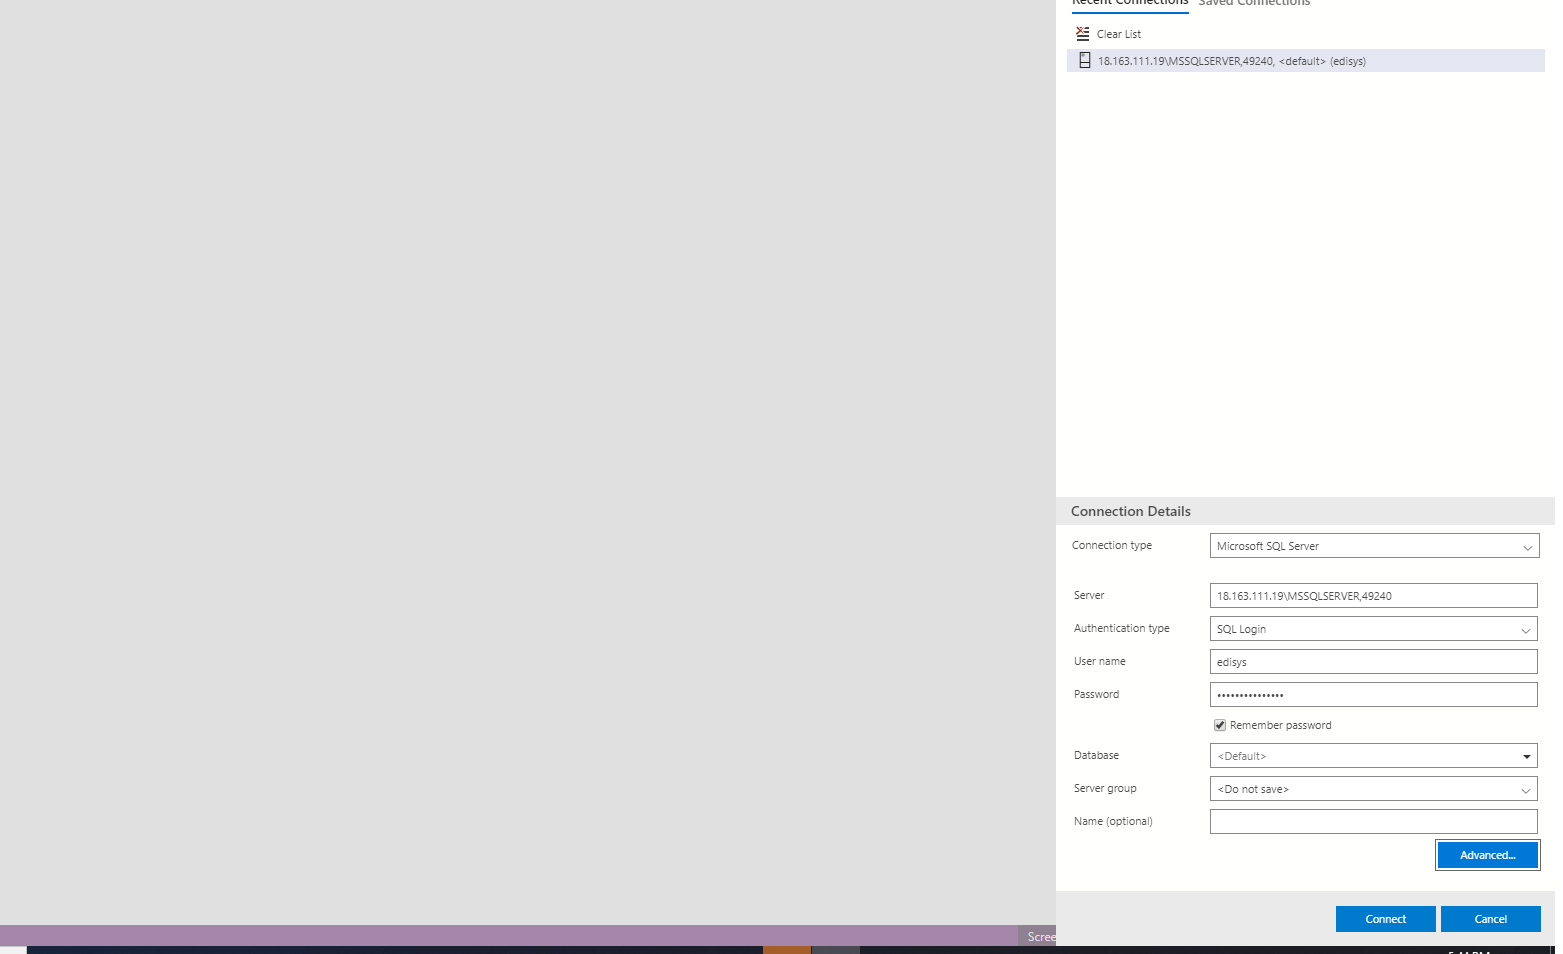 Recent Connections Saved Connections
Clear List
18.163.111.19\MSSQLSERVER,49240, <default> (edisys)
Connection Details
Connection type Microsoft SQL Server
Server 18.163.111.19\MSSQLSERVER,49240
Authentication type SQL Login
User name edisys
Password •••••••••••••••
Remember password
Database <Default>
Server group <Do not save>
Name (optional)
Advanced...
Connect Cancel
Scree